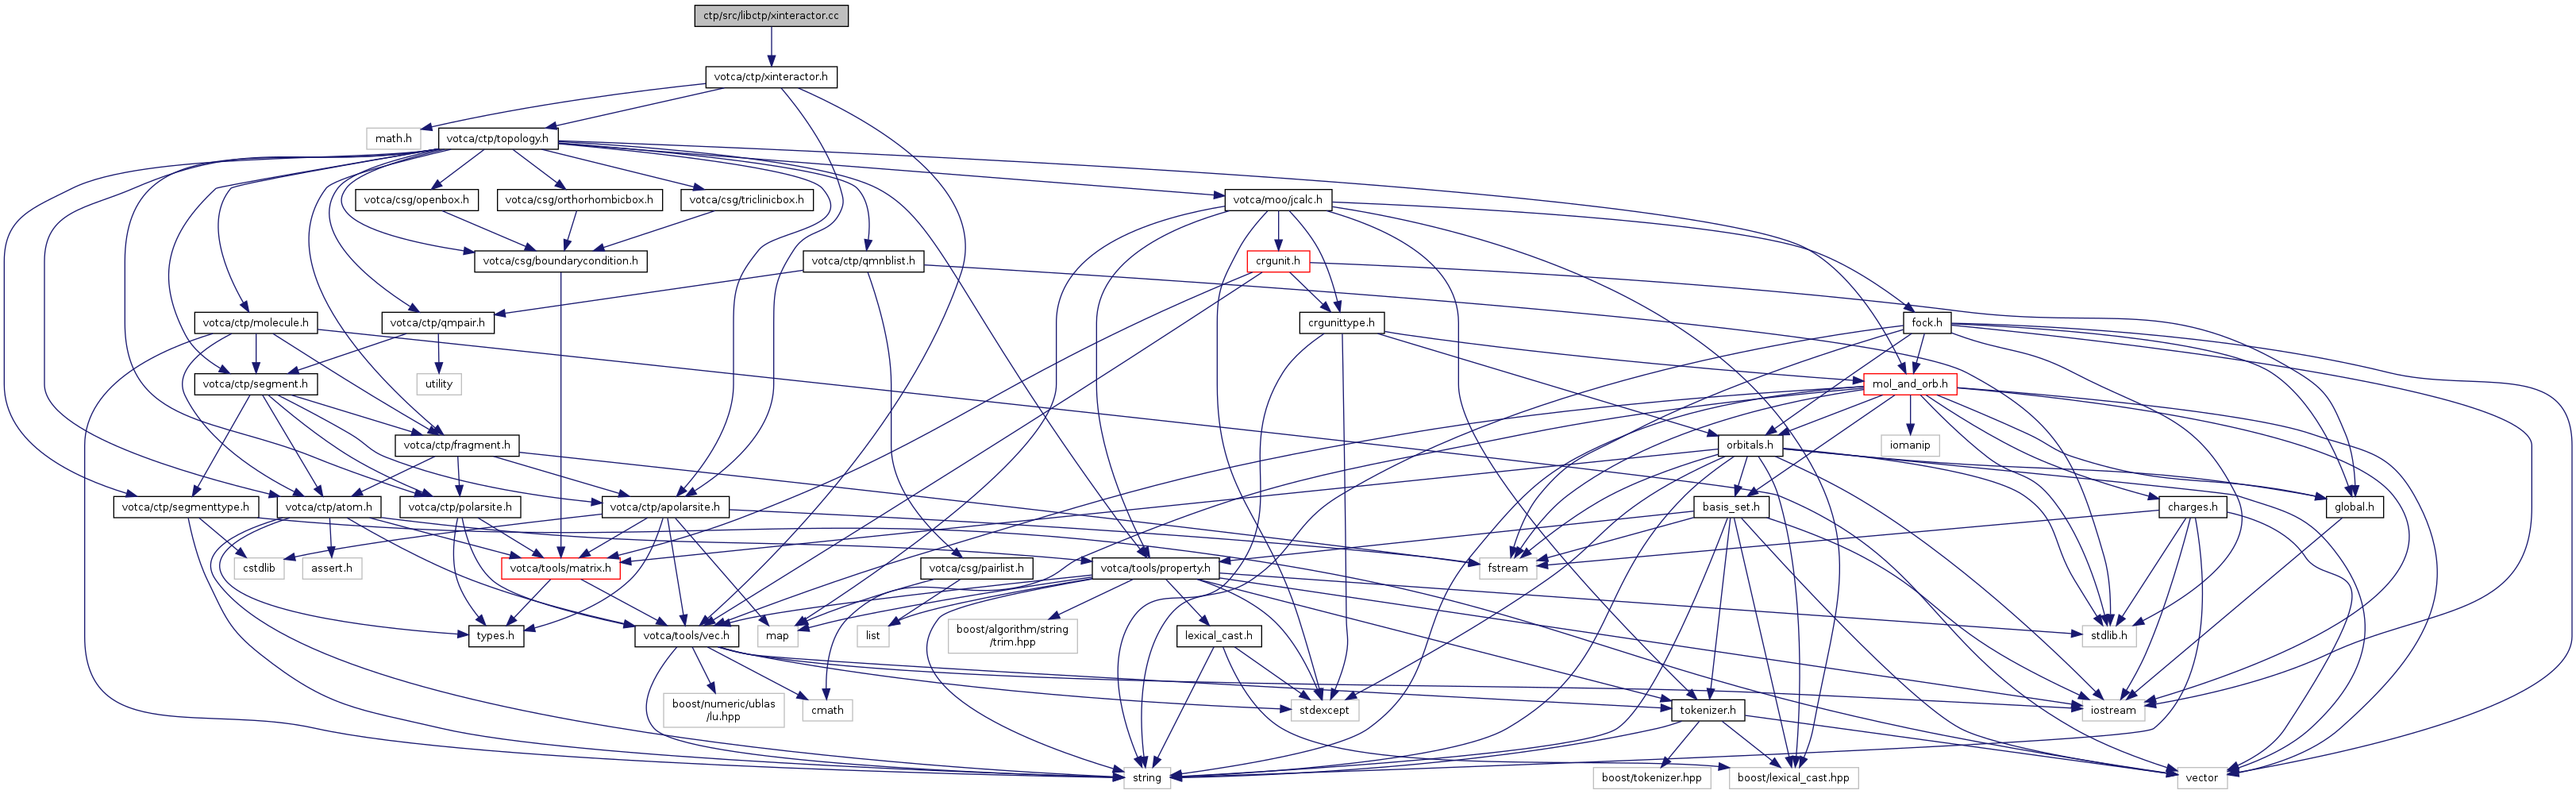 ctp/src/libctp/xinteractor.cc
votca/ctp/xinteractor.h
math.h
votca/ctp/topology.h
votca/csg/openbox.h
votca/csg/orthorhombicbox.h
votca/csg/triclinicbox.h
votca/moo/jcalc.h
votca/csg/boundarycondition.h
votca/ctp/qmnblist.h
crgunit.h
votca/ctp/molecule.h
votca/ctp/qmpair.h
crgunittype.h
fock.h
votca/ctp/segment.h
utility
mol_and_orb.h
votca/ctp/fragment.h
orbitals.h
iomanip
votca/ctp/segmenttype.h
votca/ctp/atom.h
votca/ctp/polarsite.h
votca/ctp/apolarsite.h
basis_set.h
charges.h
global.h
cstdlib
assert.h
votca/tools/matrix.h
votca/csg/pairlist.h
votca/tools/property.h
fstream
types.h
votca/tools/vec.h
map
list
boost/algorithm/string
/trim.hpp
lexical_cast.h
stdlib.h
boost/numeric/ublas
/lu.hpp
cmath
stdexcept
tokenizer.h
iostream
string
boost/tokenizer.hpp
boost/lexical_cast.hpp
vector